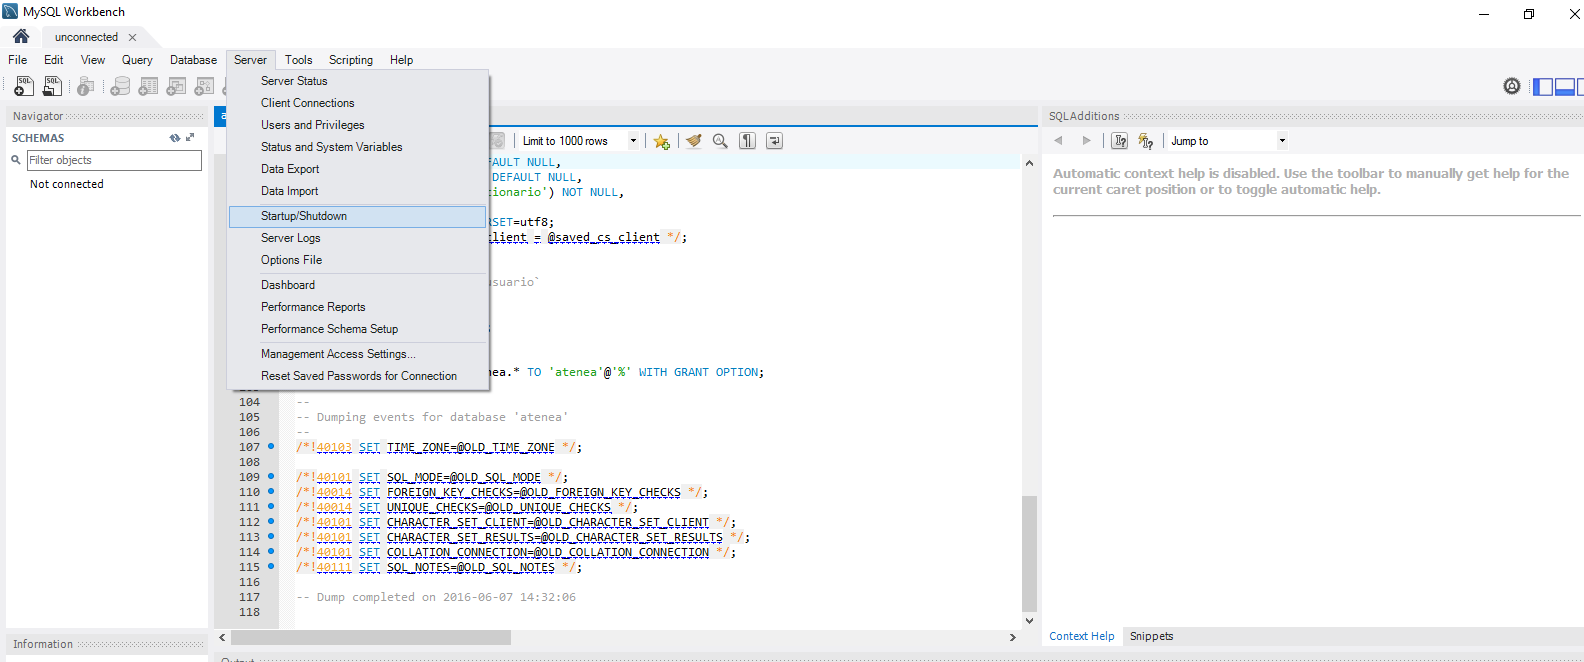 MySQL Workbench
unconnected
File Edit View Query Database Server Tools Scripting Help
Server Status
Client Connections
Users and Privileges
Status and System Variables
Data Export
Data Import
Startup/Shutdown
Server Logs
Options File
Dashboard
Performance Reports
Performance Schema Setup
Management Access Settings...
Reset Saved Passwords for Connection
Navigator
SCHEMAS
Filter objects
Not connected
Information
Limit to 1000 rows
AULT NULL,
DEFAULT NULL,
cionario') NOT NULL,
RSET=utf8;
client = @saved_cs_client */;
usuario`
nea.* TO 'atenea'@'%' WITH GRANT OPTION;
104 --
105 -- Dumping events for database 'atenea'
106 --
107 /*!40103 SET TIME_ZONE=@OLD_TIME_ZONE */;
108
109 /*!40101 SET SQL_MODE=@OLD_SQL_MODE */;
110 /*!40014 SET FOREIGN_KEY_CHECKS=@OLD_FOREIGN_KEY_CHECKS */;
111 /*!40014 SET UNIQUE_CHECKS=@OLD_UNIQUE_CHECKS */;
112 /*!40101 SET CHARACTER_SET_CLIENT=@OLD_CHARACTER_SET_CLIENT */;
113 /*!40101 SET CHARACTER_SET_RESULTS=@OLD_CHARACTER_SET_RESULTS */;
114 /*!40101 SET COLLATION_CONNECTION=@OLD_COLLATION_CONNECTION */;
115 /*!40111 SET SQL_NOTES=@OLD_SQL_NOTES */;
116
117 -- Dump completed on 2016-06-07 14:32:06
118
Output
SQLAdditions
Jump to
Automatic context help is disabled. Use the toolbar to manually get help for the
current caret position or to toggle automatic help.
Context Help Snippets